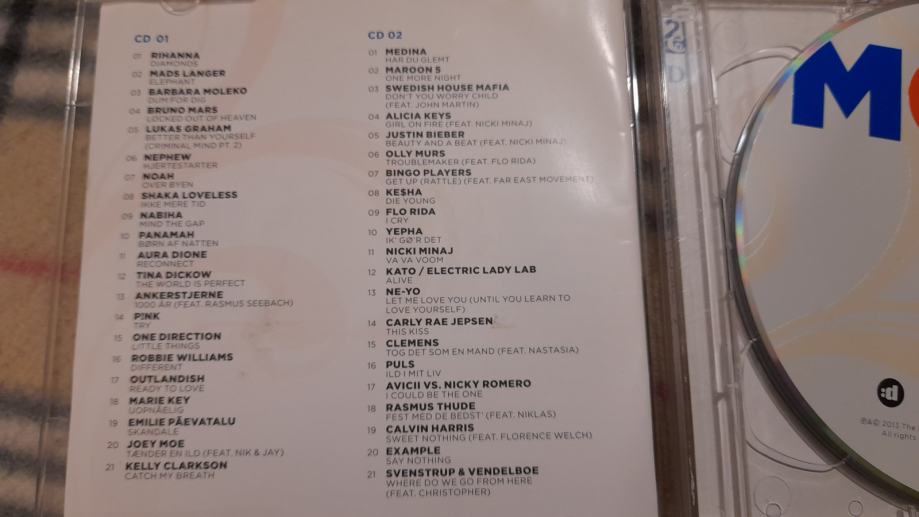 CD 01
01 RIHANNA
DIAMONDS
02 MADS LANGER
ELEPHANT
03 BARBARA MOLEKO
DUM FOR DIG
04 BRUNO MARS
LOCKED OUT OF HEAVEN
05 LUKAS GRAHAM
BETTER THAN YOURSELF
(CRIMINAL MIND PT. 2)
06 NEPHEW
HJERTESTARTER
07 NOAH
OVER BYEN
08 SHAKA LOVELESS
IKKE MERE TID
09 NABIHA
MIND THE GAP
10 PANAMAH
BØRN AF NATTEN
11 AURA DIONE
RECONNECT
12 TINA DICKOW
THE WORLD IS PERFECT
13 ANKERSTJERNE
1000 ÅR (FEAT. RASMUS SEEBACH)
14 P!NK
TRY
15 ONE DIRECTION
LITTLE THINGS
16 ROBBIE WILLIAMS
DIFFERENT
17 OUTLANDISH
READY TO LOVE
18 MARIE KEY
UOPNÅELIG
19 EMILIE PÄEVATALU
SKANDALE
20 JOEY MOE
TÆNDER EN ILD (FEAT. NIK & JAY)
21 KELLY CLARKSON
CATCH MY BREATH
CD 02
01 MEDINA
HAR DU GLEMT
02 MAROON 5
ONE MORE NIGHT
03 SWEDISH HOUSE MAFIA
DON'T YOU WORRY CHILD
(FEAT. JOHN MARTIN)
04 ALICIA KEYS
GIRL ON FIRE (FEAT. NICKI MINAJ)
05 JUSTIN BIEBER
BEAUTY AND A BEAT (FEAT. NICKI MINAJ)
06 OLLY MURS
TROUBLEMAKER (FEAT. FLO RIDA)
07 BINGO PLAYERS
GET UP (RATTLE) (FEAT. FAR EAST MOVEMENT)
08 KE$HA
DIE YOUNG
09 FLO RIDA
I CRY
10 YEPHA
IK' GØ'R DET
11 NICKI MINAJ
VA VA VOOM
12 KATO / ELECTRIC LADY LAB
ALIVE
13 NE-YO
LET ME LOVE YOU (UNTIL YOU LEARN TO
LOVE YOURSELF)
14 CARLY RAE JEPSEN
THIS KISS
15 CLEMENS
TOG DET SOM EN MAND (FEAT. NASTASIA)
16 PULS
ILD I MIT LIV
17 AVICII VS. NICKY ROMERO
I COULD BE THE ONE
18 RASMUS THUDE
FEST MED DE BEDST' (FEAT. NIKLAS)
19 CALVIN HARRIS
SWEET NOTHING (FEAT. FLORENCE WELCH)
20 EXAMPLE
SAY NOTHING
21 SVENSTRUP & VENDELBOE
WHERE DO WE GO FROM HERE
(FEAT. CHRISTOPHER)
M
:d
℗&© 2013 The
All rights